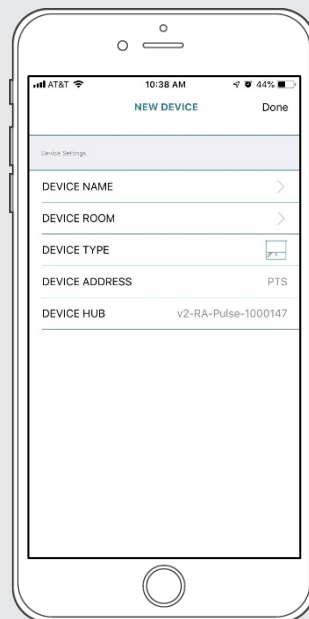 AT&T 10:38 AM 44%
NEW DEVICE Done
Device Settings
DEVICE NAME
DEVICE ROOM
DEVICE TYPE
DEVICE ADDRESS PTS
DEVICE HUB v2-RA-Pulse-1000147